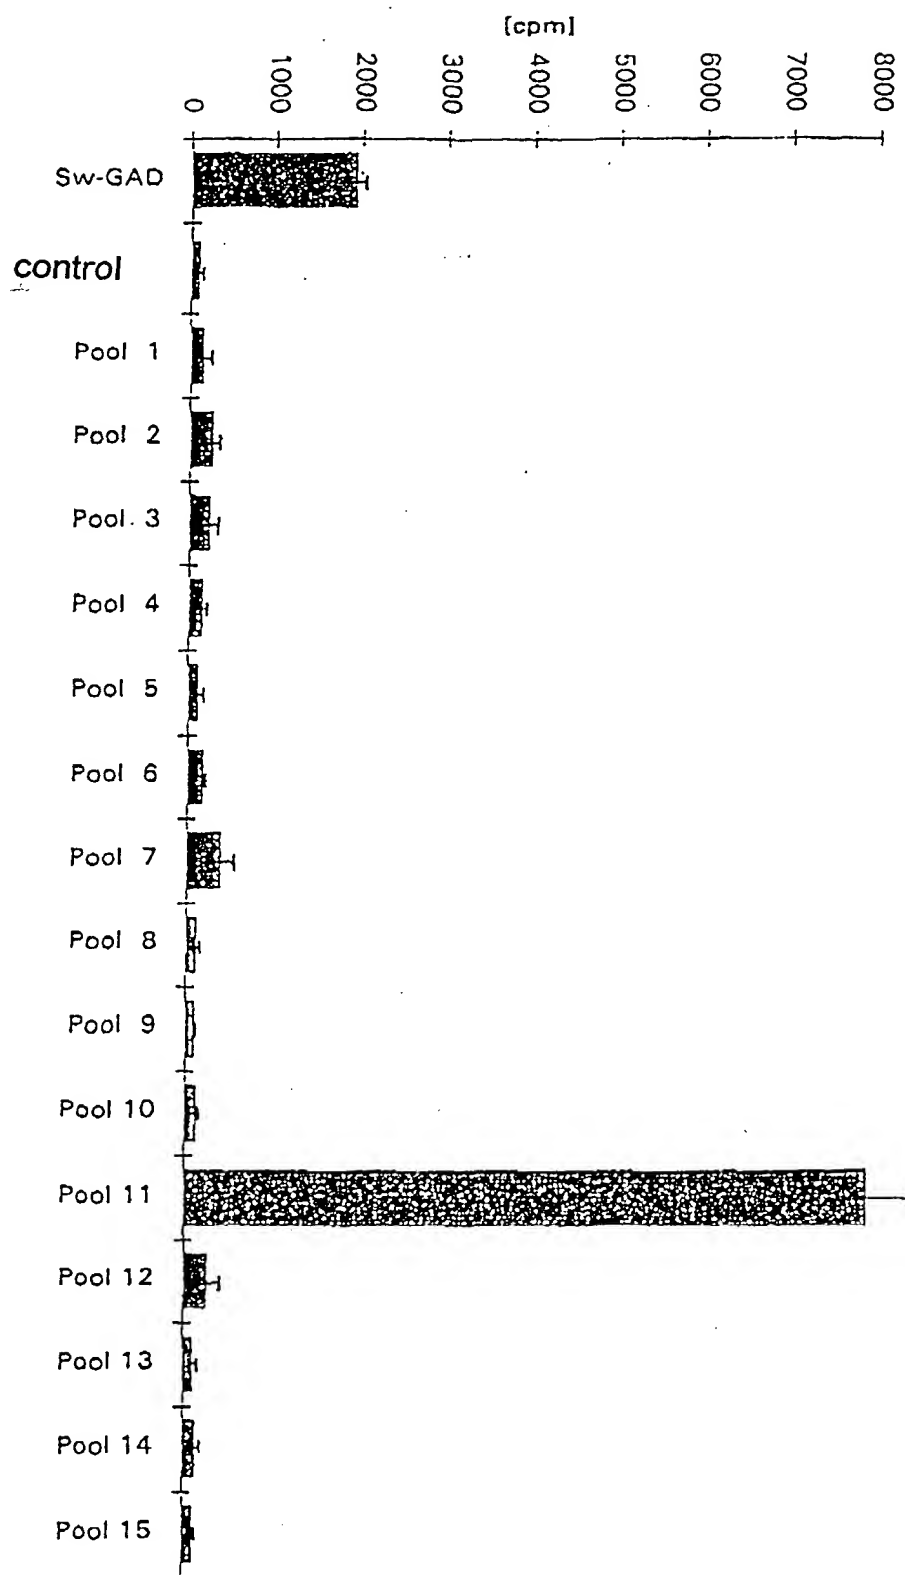 [cpm]
0
1000
2000
3000
4000
5000
6000
7000
8000
Sw-GAD
control
Pool 1
Pool 2
Pool 3
Pool 4
Pool 5
Pool 6
Pool 7
Pool 8
Pool 9
Pool 10
Pool 11
Pool 12
Pool 13
Pool 14
Pool 15